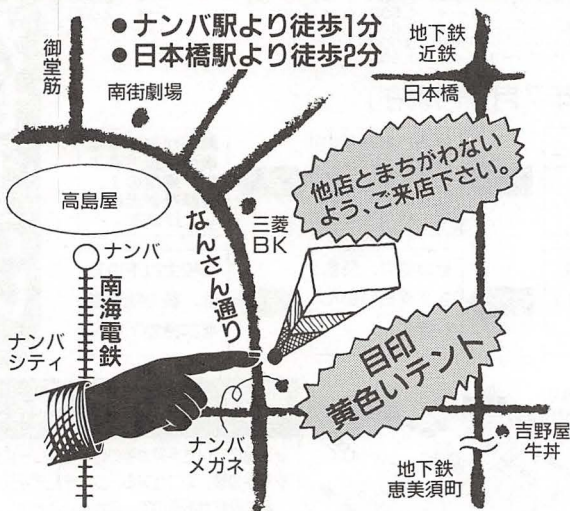 ●ナンバ駅より徒歩1分
●日本橋駅より徒歩2分
御堂筋
南街劇場
地下鉄
近鉄
日本橋
他店とまちがわない
よう、ご来店下さい。
高島屋
三菱
BK
なんさん通り
ナンバ
南海電鉄
ナンバ
シティ
目印
黄色いテント
ナンバ
メガネ
吉野屋
牛丼
地下鉄
恵美須町